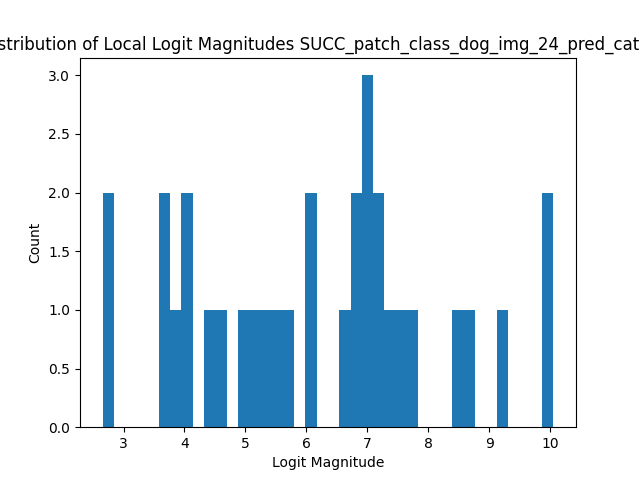 stribution of Local Logit Magnitudes SUCC_patch_class_dog_img_24_pred_cat
3.0
2.5
2.0
1.5
1.0
0.5
0.0
Count
3 4 5 6 7 8 9 10
Logit Magnitude